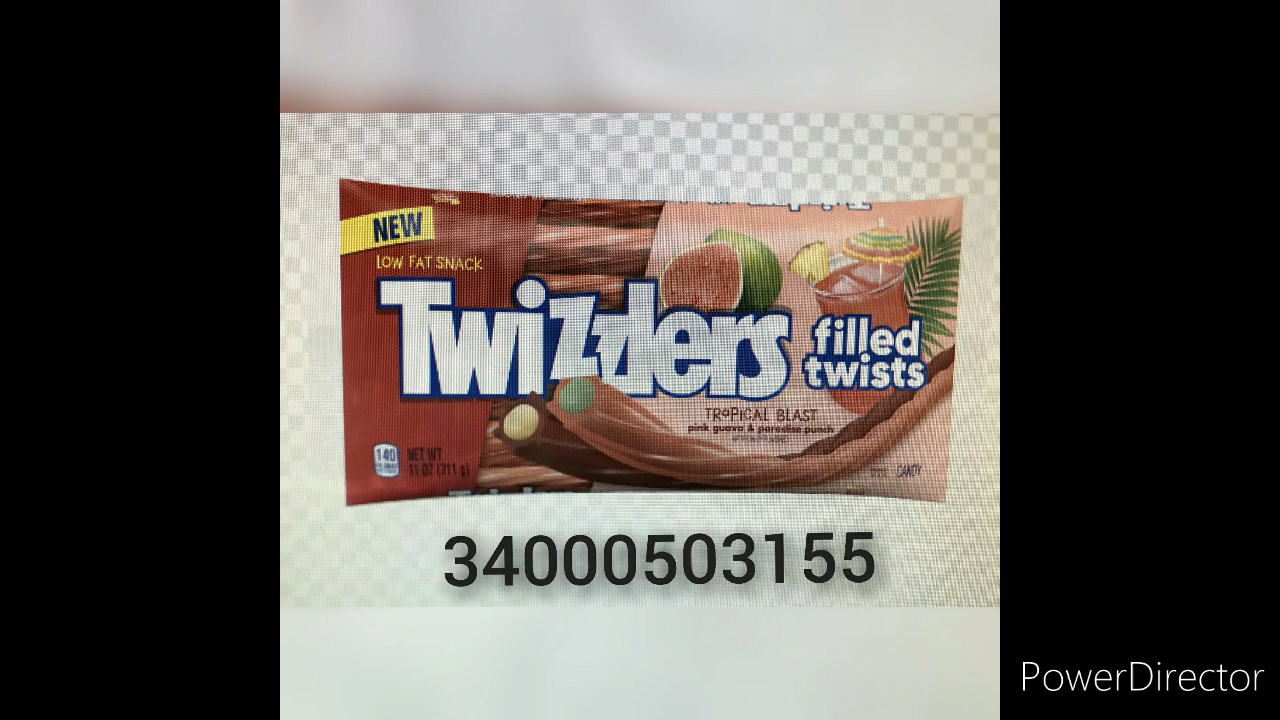 NEW
LOW FAT SNACK
Twizzlers
filled
twists
TROPICAL BLAST
pink guava & paradise punch
140
NET WT
11 OZ (311 g)
CANDY
34000503155
PowerDirector